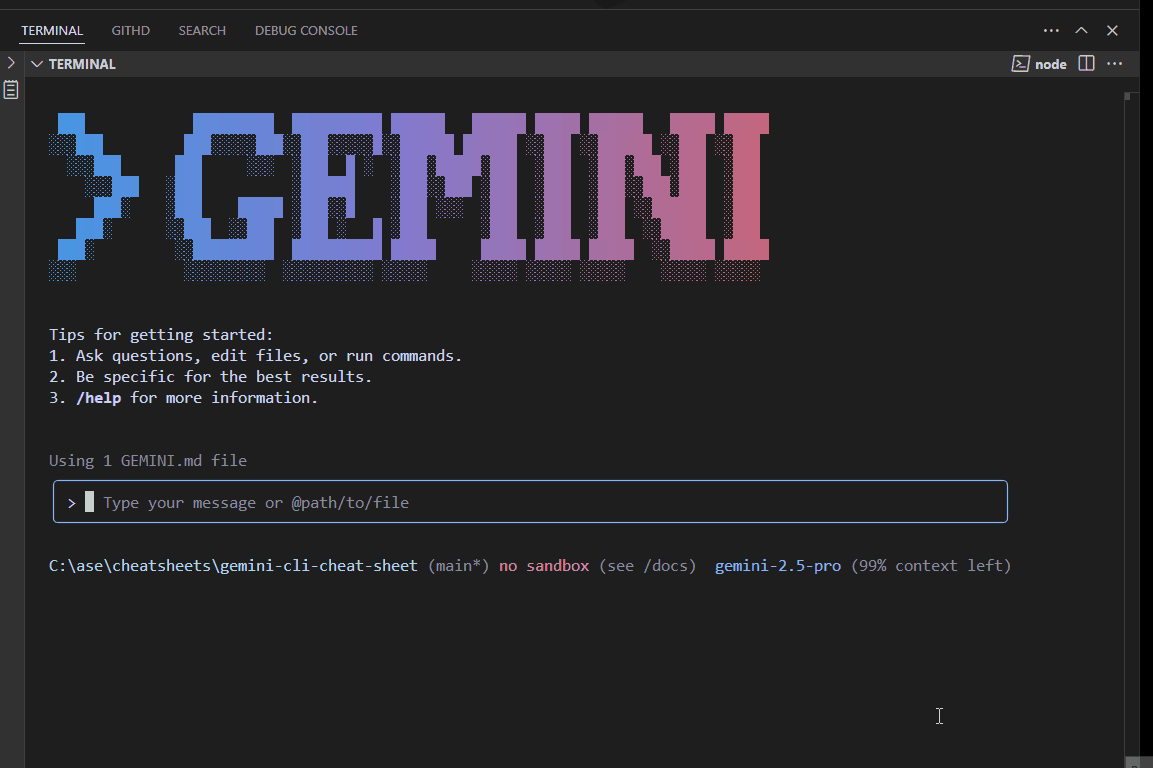 TERMINAL GITHD SEARCH DEBUG CONSOLE
TERMINAL node
> GEMINI
Tips for getting started:
1. Ask questions, edit files, or run commands.
2. Be specific for the best results.
3. /help for more information.
Using 1 GEMINI.md file
> Type your message or @path/to/file
C:\ase\cheatsheets\gemini-cli-cheat-sheet (main*) no sandbox (see /docs) gemini-2.5-pro (99% context left)